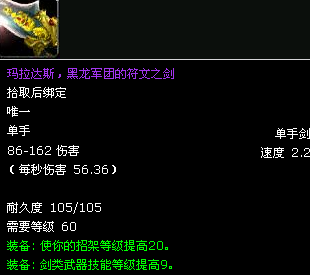 玛拉达斯，黑龙军团的符文之剑
拾取后绑定
唯一
单手 单手剑
86-162 伤害 速度 2.2
（每秒伤害 56.36）
耐久度 105/105
需要等级 60
装备: 使你的招架等级提高20。
装备: 剑类武器技能等级提高9。